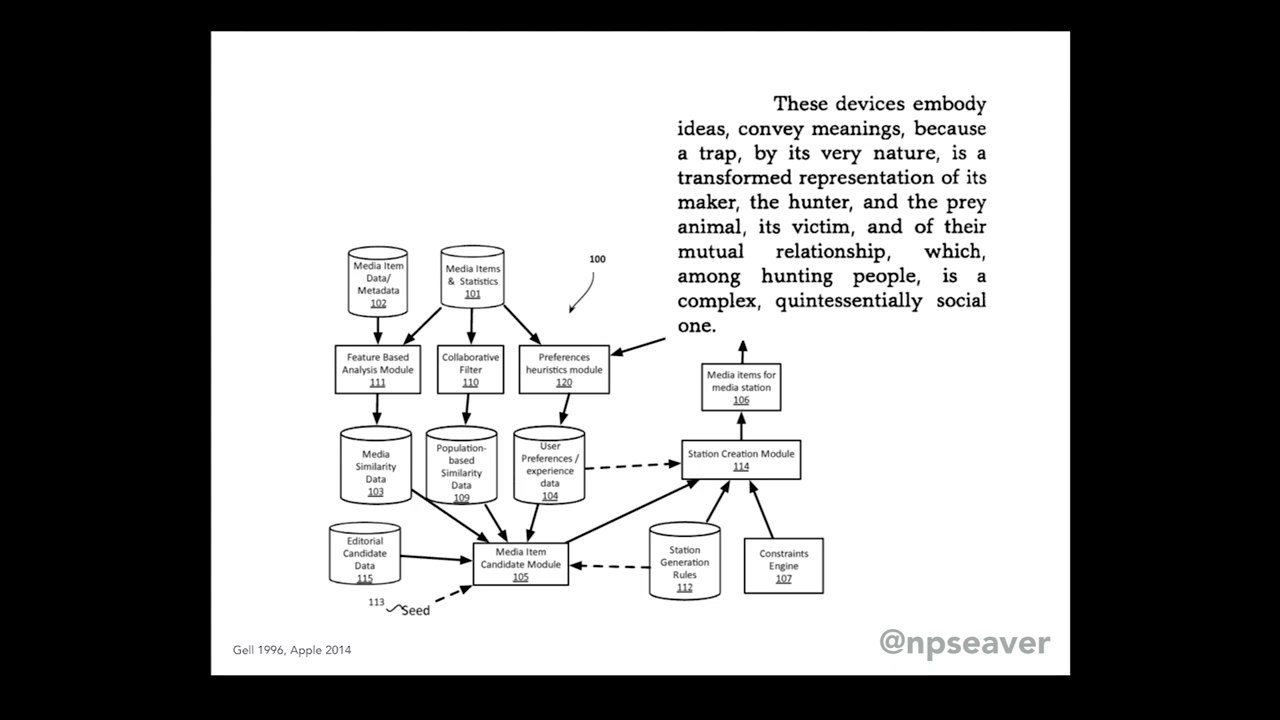 These devices embody
ideas, convey meanings, because
a trap, by its very nature, is a
transformed representation of its
maker, the hunter, and the prey
animal, its victim, and of their
mutual relationship, which,
among hunting people, is a
complex, quintessentially social
one.
Media Item
Data/
Metadata
102
Media Items
& Statistics
101
100
Feature Based
Analysis Module
111
Collaborative
Filter
110
Preferences
heuristics module
120
Media items for
media station
106
Media
Similarity
Data
103
Population-
based
Similarity
Data
109
User
Preferences /
experience
data
104
Station Creation Module
114
Editorial
Candidate
Data
115
Media Item
Candidate Module
105
Station
Generation
Rules
112
Constraints
Engine
107
113
Seed
Gell 1996, Apple 2014
@npseaver